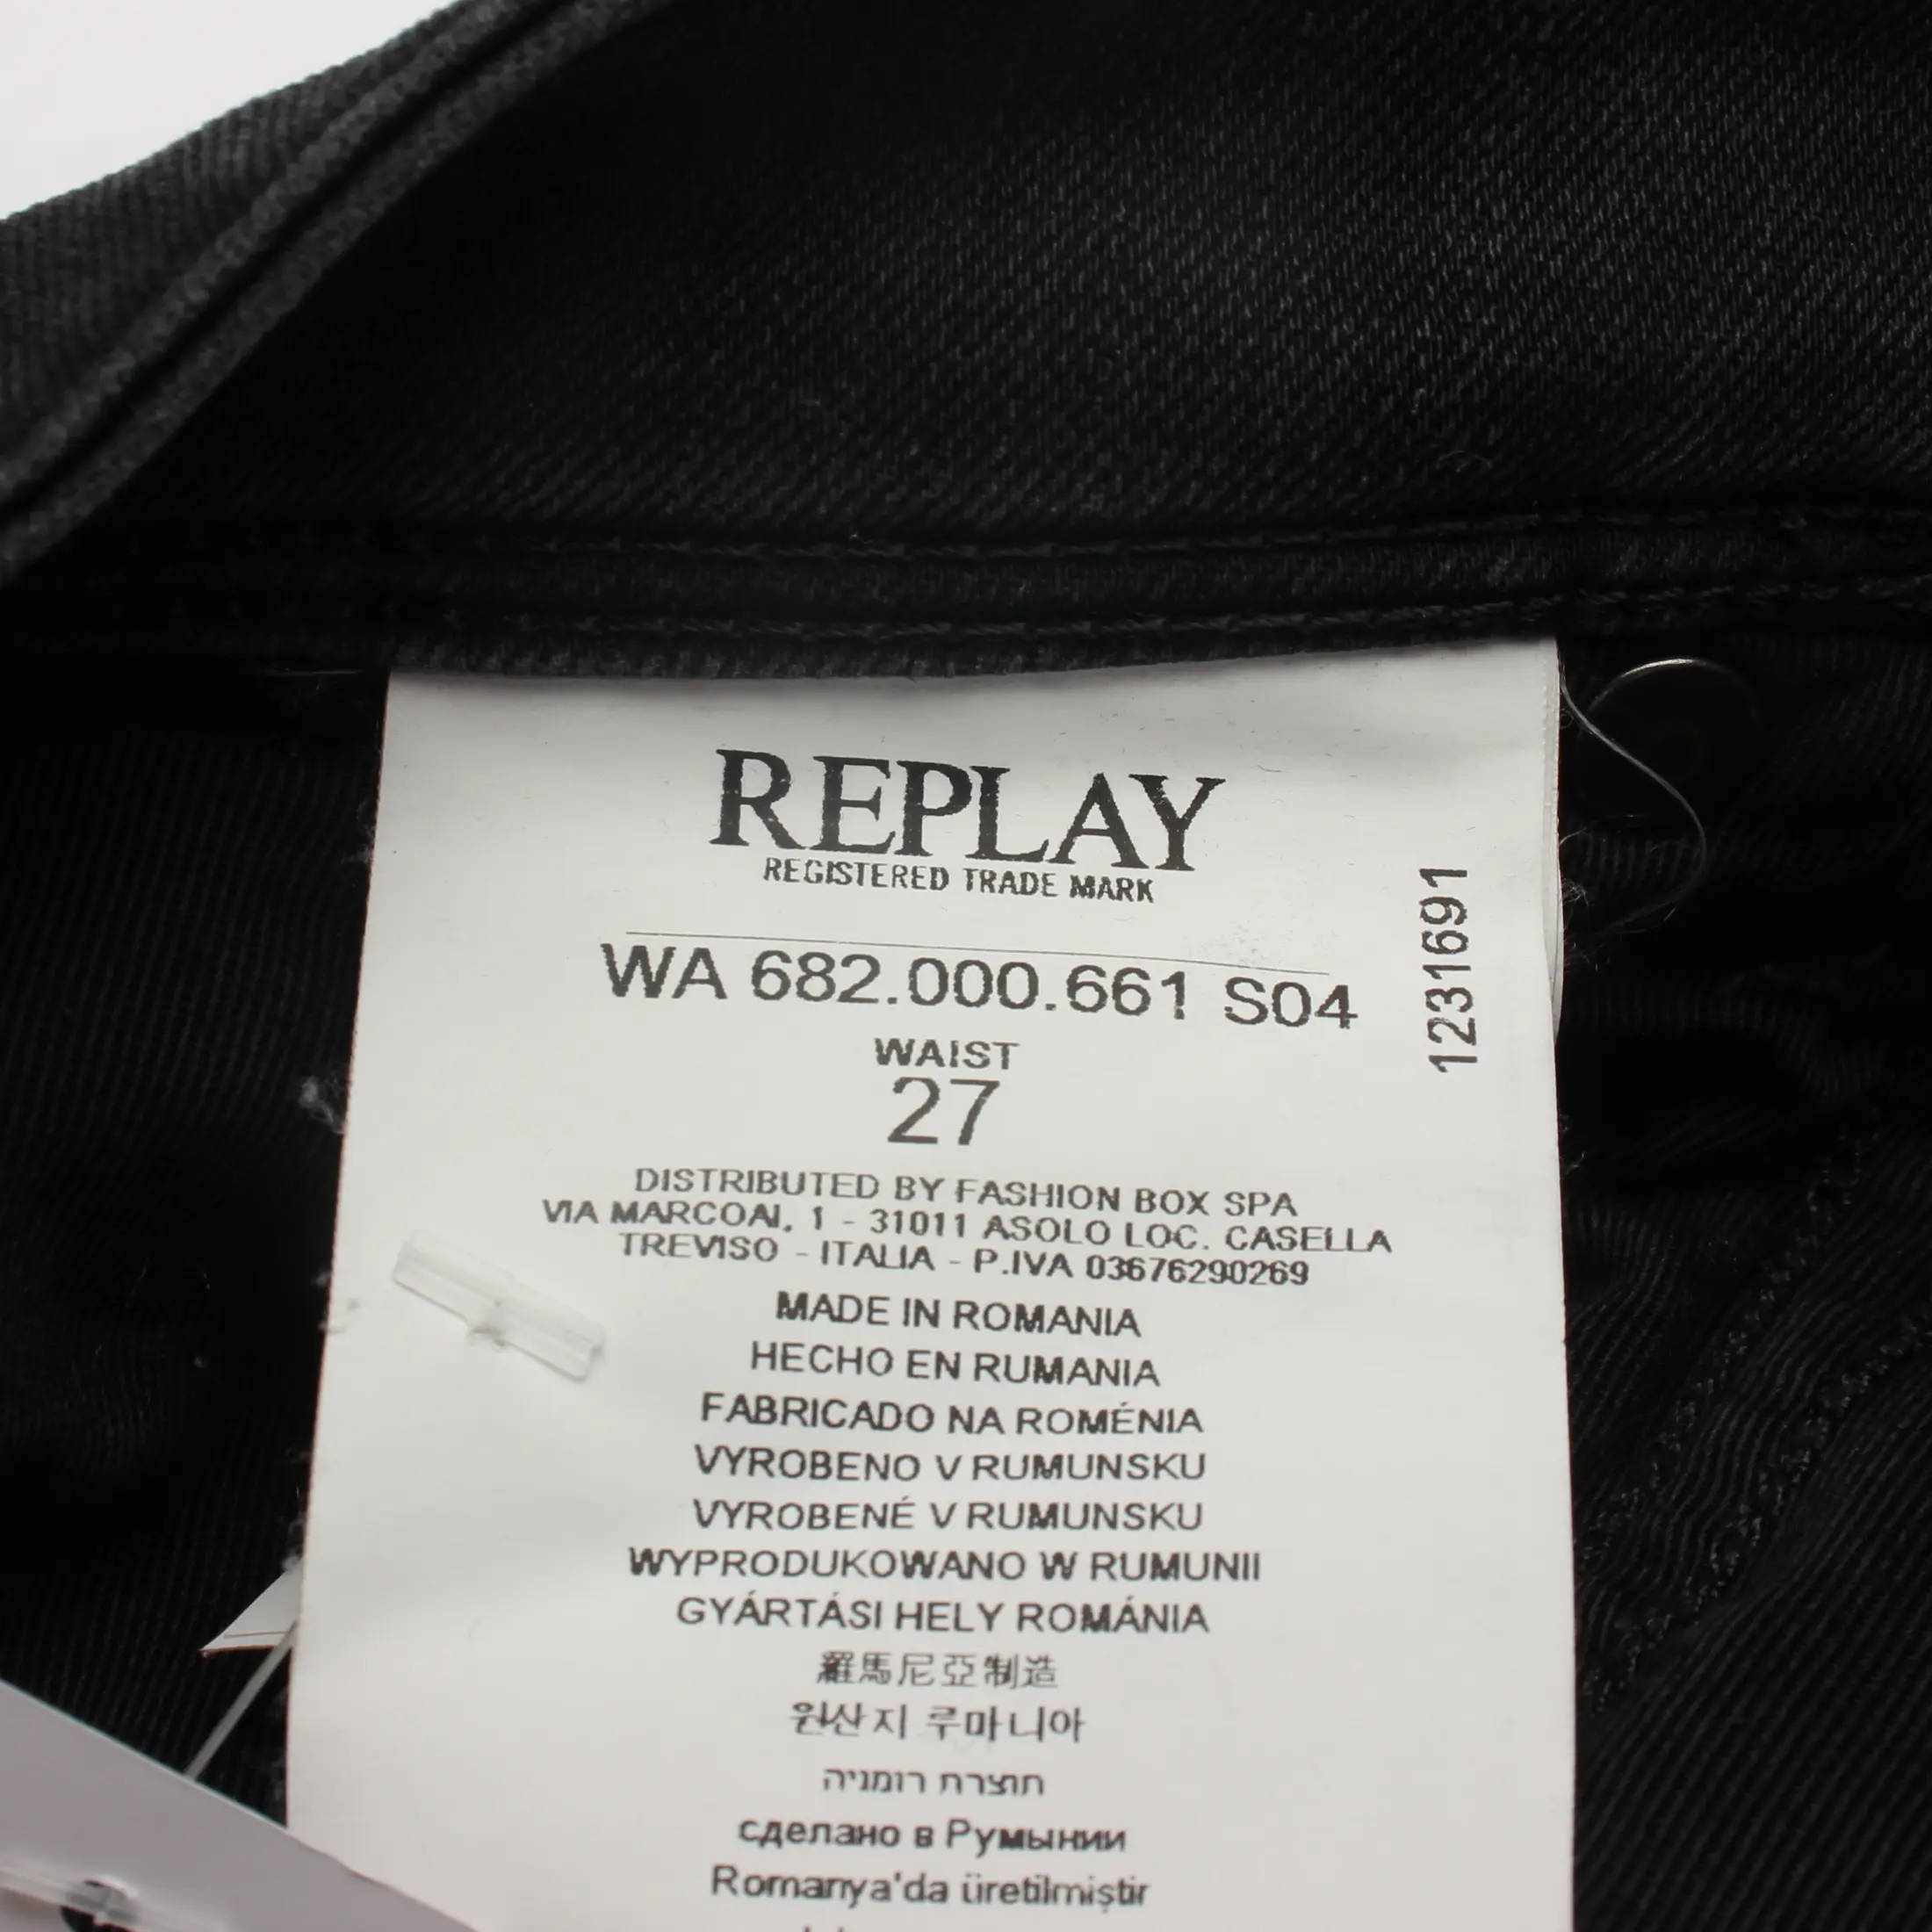 REPLAY
REGISTERED TRADE MARK
WA 682.000.661 S04
1231691
WAIST
27
DISTRIBUTED BY FASHION BOX SPA
VIA MARCOAI, 1 - 31011 ASOLO LOC. CASELLA
TREVISO - ITALIA - P.IVA 03676290269
MADE IN ROMANIA
HECHO EN RUMANIA
FABRICADO NA ROMÉNIA
VYROBENO V RUMUNSKU
VYROBENÉ V RUMUNSKU
WYPRODUKOWANO W RUMUNII
GYÁRTÁSI HELY ROMÁNIA
羅馬尼亞制造
원산지 루마니아
תוצרת רומניה
сделано в Румынии
Romanya'da üretilmiştir